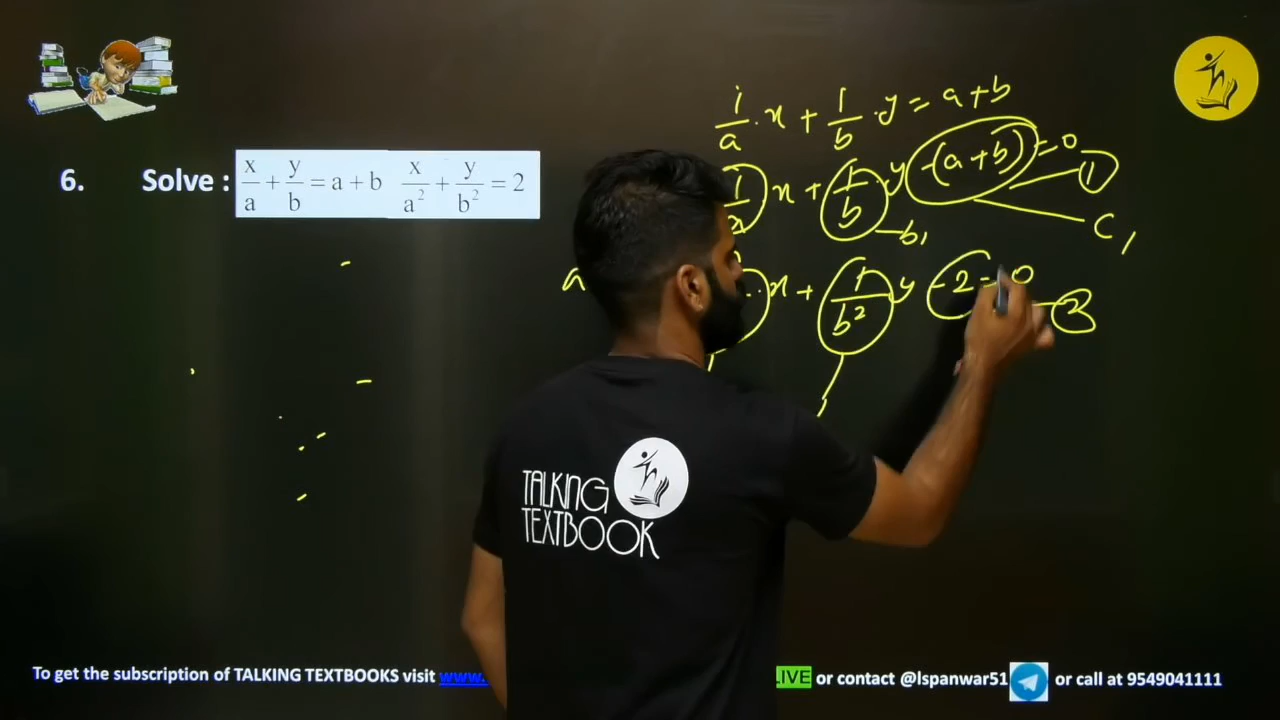 1/a . x + 1/b . y = a + b
6. Solve : x/a + y/b = a + b x/a² + y/b² = 2
x + 1/b . y - (a + b) = 0 1
b₁ C₁
a x + 1/b² y - 2 = 0 2
TALKING
TEXTBOOK
To get the subscription of TALKING TEXTBOOKS visit www. LIVE or contact @lspanwar51 or call at 9549041111